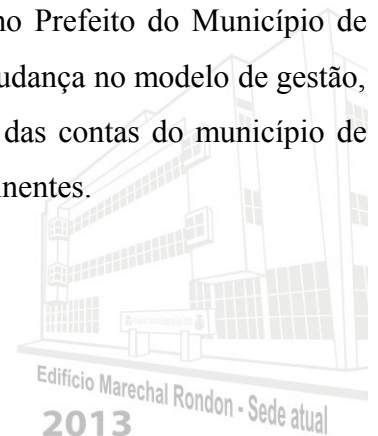 no Prefeito do Município de
udança no modelo de gestão,
das contas do município de
inentes.
Edifício Marechal Rondon - Sede atual
2013